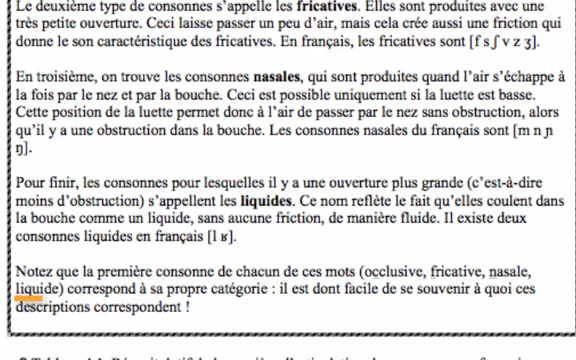 Le deuxième type de consonnes s'appelle les fricatives. Elles sont produites avec une
très petite ouverture. Ceci laisse passer un peu d'air, mais cela crée aussi une friction qui
donne le son caractéristique des fricatives. En français, les fricatives sont [f s ʃ v z ʒ].
En troisième, on trouve les consonnes nasales, qui sont produites quand l'air s'échappe à
la fois par le nez et par la bouche. Ceci est possible uniquement si la luette est basse.
Cette position de la luette permet donc à l'air de passer par le nez sans obstruction, alors
qu'il y a une obstruction dans la bouche. Les consonnes nasales du français sont [m n ɲ
ŋ].
Pour finir, les consonnes pour lesquelles il y a une ouverture plus grande (c'est-à-dire
moins d'obstruction) s'appellent les liquides. Ce nom reflète le fait qu'elles coulent dans
la bouche comme un liquide, sans aucune friction, de manière fluide. Il existe deux
consonnes liquides en français [l ʁ].
Notez que la première consonne de chacun de ces mots (occlusive, fricative, nasale,
liquide) correspond à sa propre catégorie : il est dont facile de se souvenir à quoi ces
descriptions correspondent !